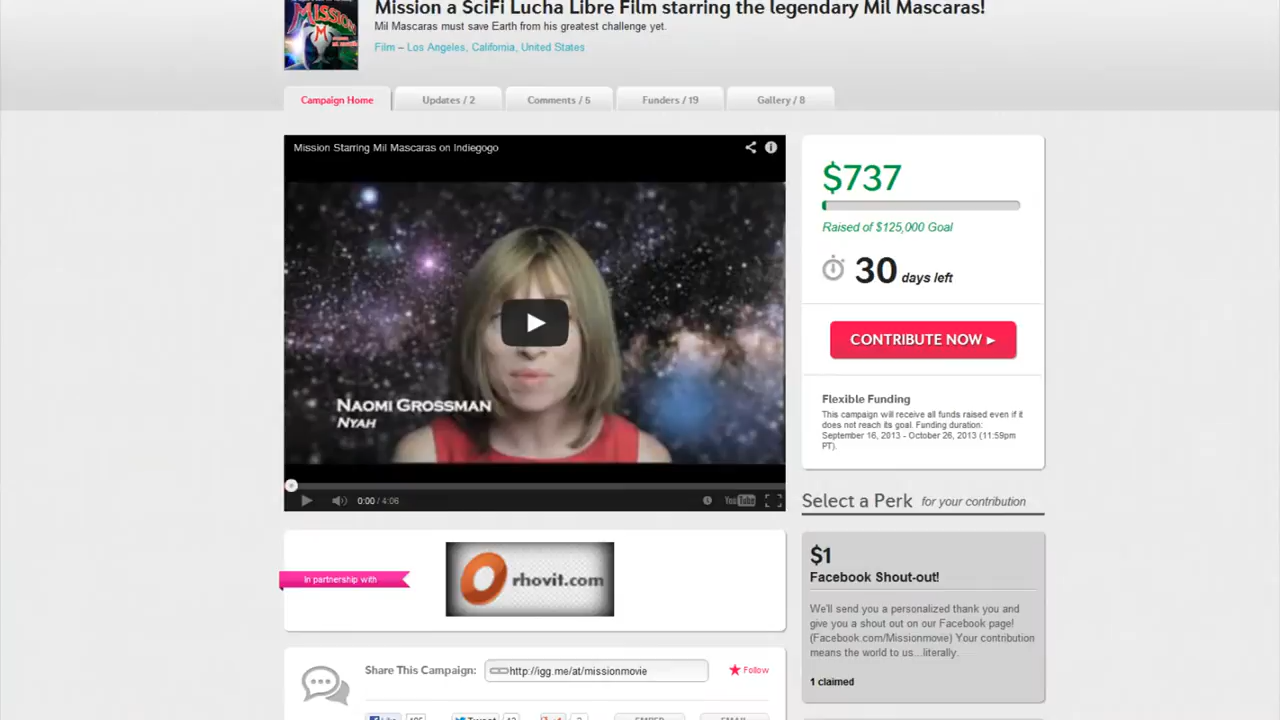 Mission a SciFi Lucha Libre Film starring the legendary Mil Mascaras!
Mil Mascaras must save Earth from his greatest challenge yet.
Film – Los Angeles, California, United States
MISSION
Campaign Home
Updates / 2
Comments / 5
Funders / 19
Gallery / 8
Mission Starring Mil Mascaras on Indiegogo
NAOMI GROSSMAN
NYAH
0:00 / 4:06
YouTube
$737
Raised of $125,000 Goal
30 days left
CONTRIBUTE NOW ►
Flexible Funding
This campaign will receive all funds raised even if it
does not reach its goal. Funding duration:
September 16, 2013 - October 26, 2013 (11:59pm
PT).
Select a Perk for your contribution
$1
Facebook Shout-out!
We'll send you a personalized thank you and
give you a shout out on our Facebook page!
(Facebook.com/Missionmovie) Your contribution
means the world to us...literally.
1 claimed
In partnership with
rhovit.com
Share This Campaign:
http://igg.me/at/missionmovie
Follow
Like
Tweet
EMBED
EMAIL